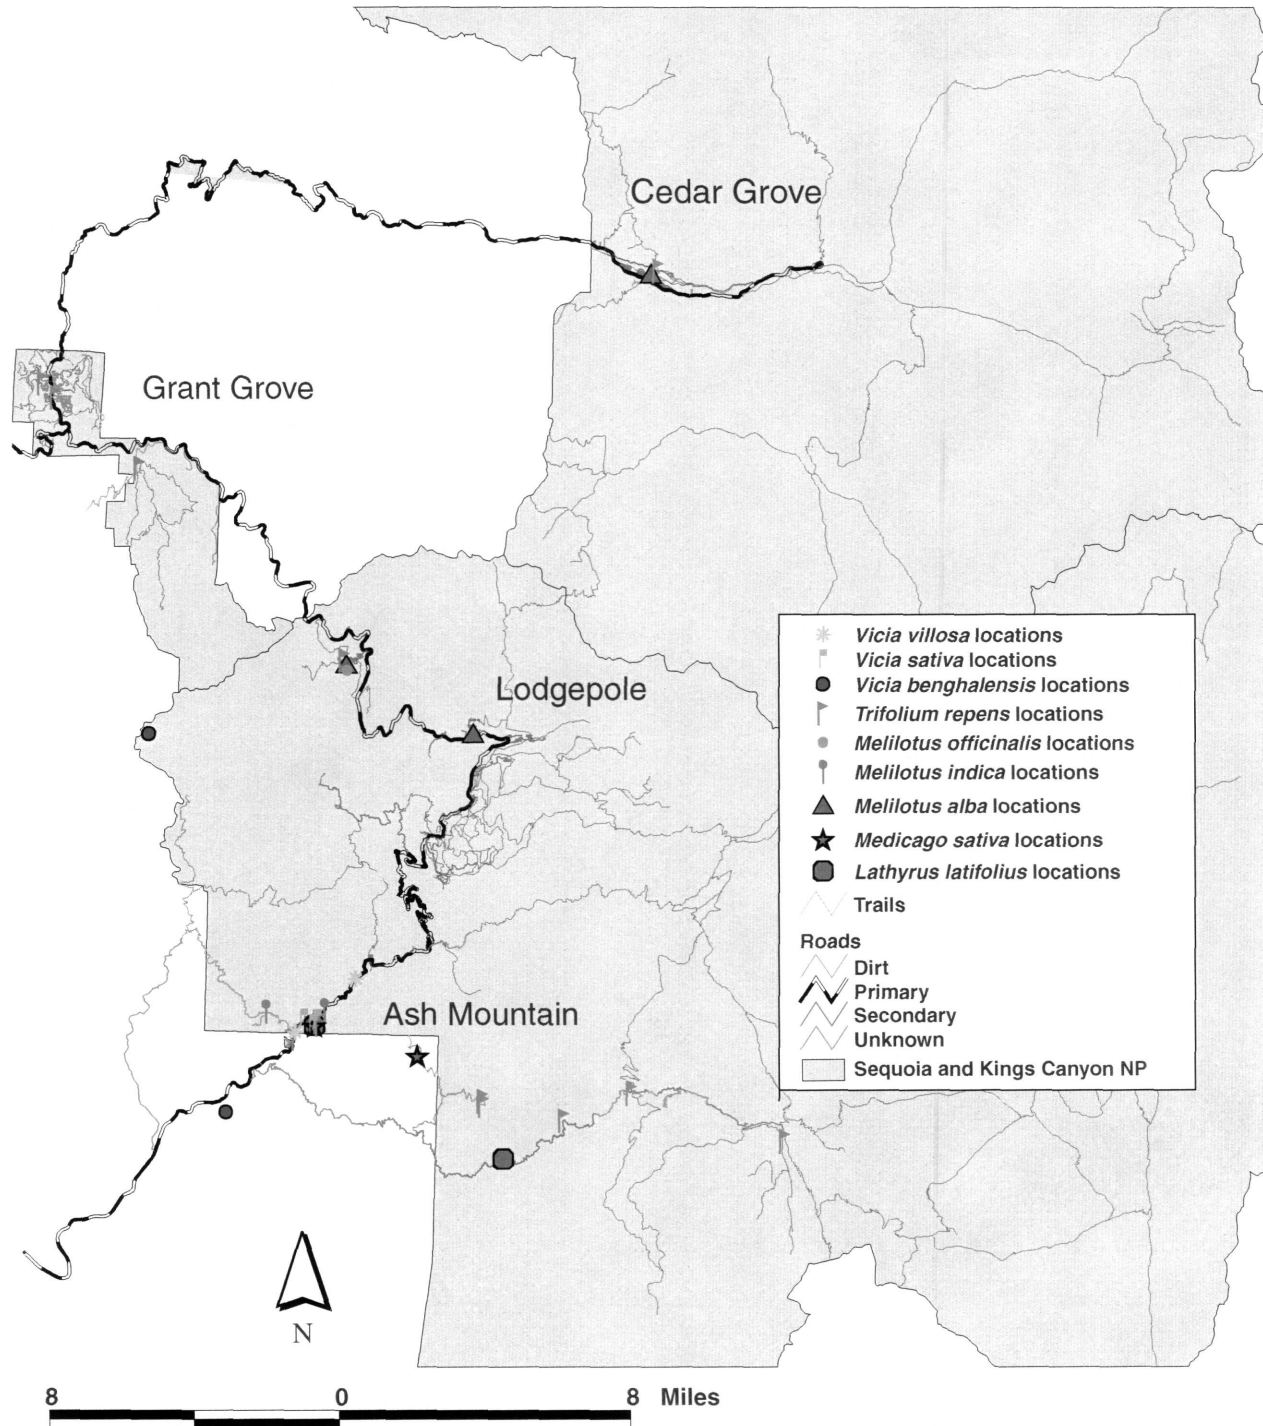 Cedar Grove
Grant Grove
Lodgepole
Vicia villosa locations
Vicia sativa locations
Vicia benghalensis locations
Trifolium repens locations
Melilotus officinalis locations
Melilotus indica locations
Melilotus alba locations
Medicago sativa locations
Lathyrus latifolius locations
Trails
Roads
Dirt
Primary
Secondary
Unknown
Sequoia and Kings Canyon NP
Ash Mountain
N
8 0 8 Miles